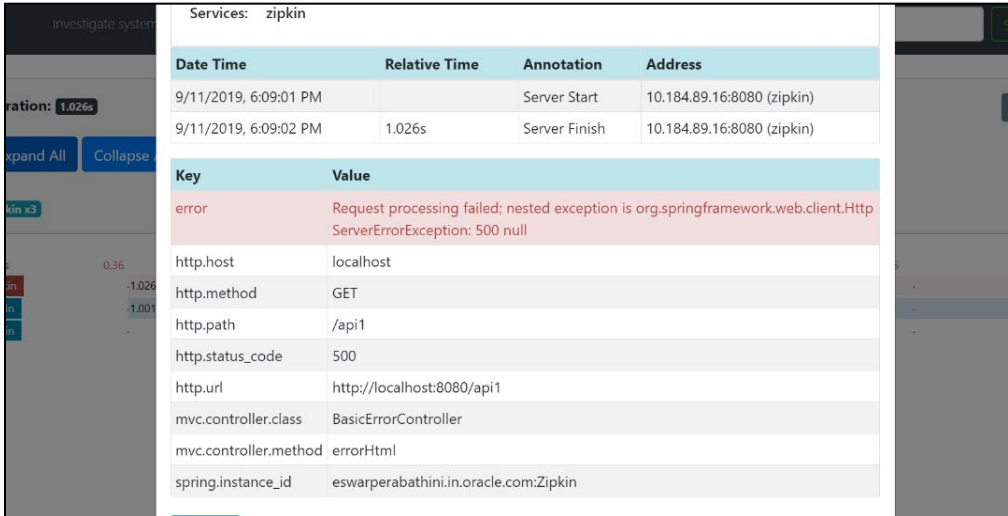 Investigate system
Services: zipkin
Date Time Relative Time Annotation Address
9/11/2019, 6:09:01 PM Server Start 10.184.89.16:8080 (zipkin)
9/11/2019, 6:09:02 PM 1.026s Server Finish 10.184.89.16:8080 (zipkin)
ration: 1.026s
xpand All Collapse
kin x3
0.36
kin -1.026
in -1.001
in -
Key Value
error Request processing failed; nested exception is org.springframework.web.client.Http
ServerErrorException: 500 null
http.host localhost
http.method GET
http.path /api1
http.status_code 500
http.url http://localhost:8080/api1
mvc.controller.class BasicErrorController
mvc.controller.method errorHtml
spring.instance_id eswarperabathini.in.oracle.com:Zipkin